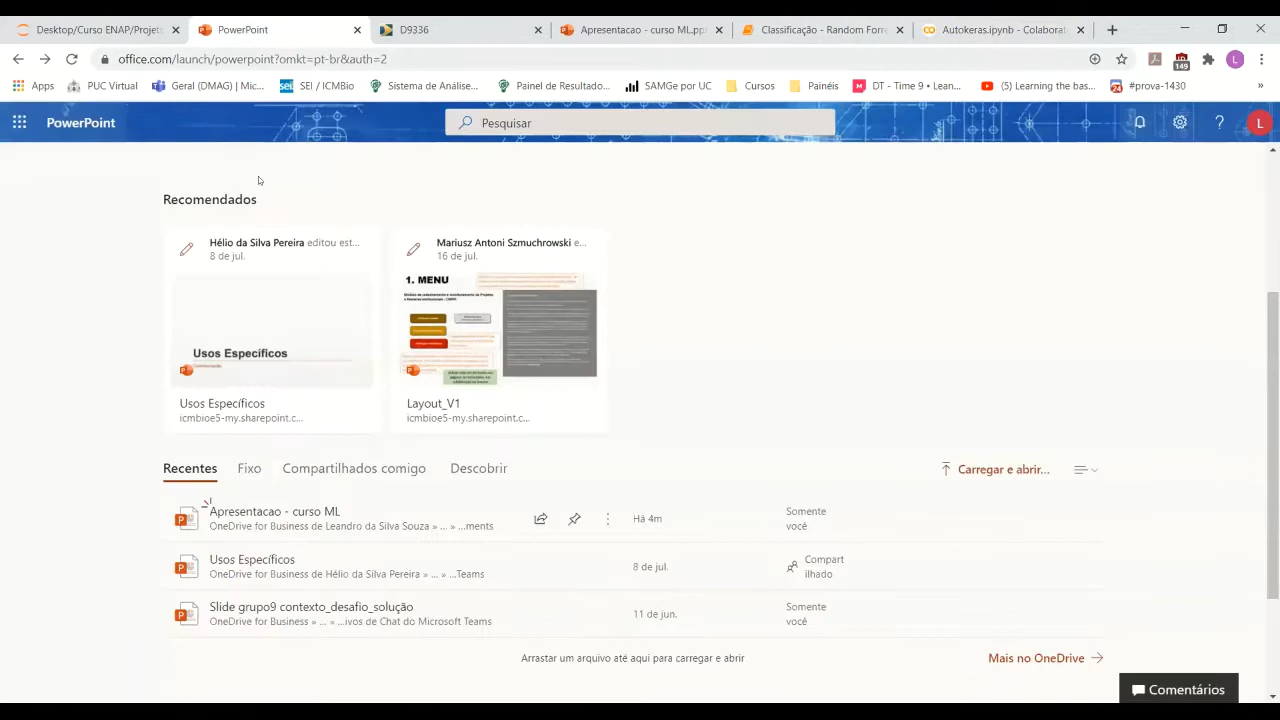 Desktop/Curso ENAP/Projeto
PowerPoint
D9336
Apresentacao - curso ML.pp
Classificação - Random Forre
Autokeras.ipynb - Colaborat
office.com/launch/powerpoint?omkt=pt-br&auth=2
149
L
Apps
PUC Virtual
Geral (DMAG) | Mic...
sei
SEI / ICMBio
Sistema de Análise...
Painel de Resultado...
SAMGe por UC
Cursos
Painéis
DT - Time 9 • Lean...
(5) Learning the bas...
24
#prova-1430
»
PowerPoint
Pesquisar
?
L
Recomendados
Hélio da Silva Pereira editou est...
8 de jul.
Mariusz Antoni Szmuchrowski e...
16 de jul.
1. MENU
Usos Específicos
Usos Específicos
icmbioe5-my.sharepoint.c...
Layout_V1
icmbioe5-my.sharepoint.c...
Recentes
Fixo
Compartilhados comigo
Descobrir
Carregar e abrir...
Apresentacao - curso ML
OneDrive for Business de Leandro da Silva Souza » ... » ...ments
Há 4m
Somente
você
Usos Específicos
OneDrive for Business de Hélio da Silva Pereira » ... » ...Teams
8 de jul.
Compart
ilhado
Slide grupo9 contexto_desafio_solução
OneDrive for Business » ... » ...ivos de Chat do Microsoft Teams
11 de jun.
Somente
você
Arrastar um arquivo até aqui para carregar e abrir
Mais no OneDrive
Comentários